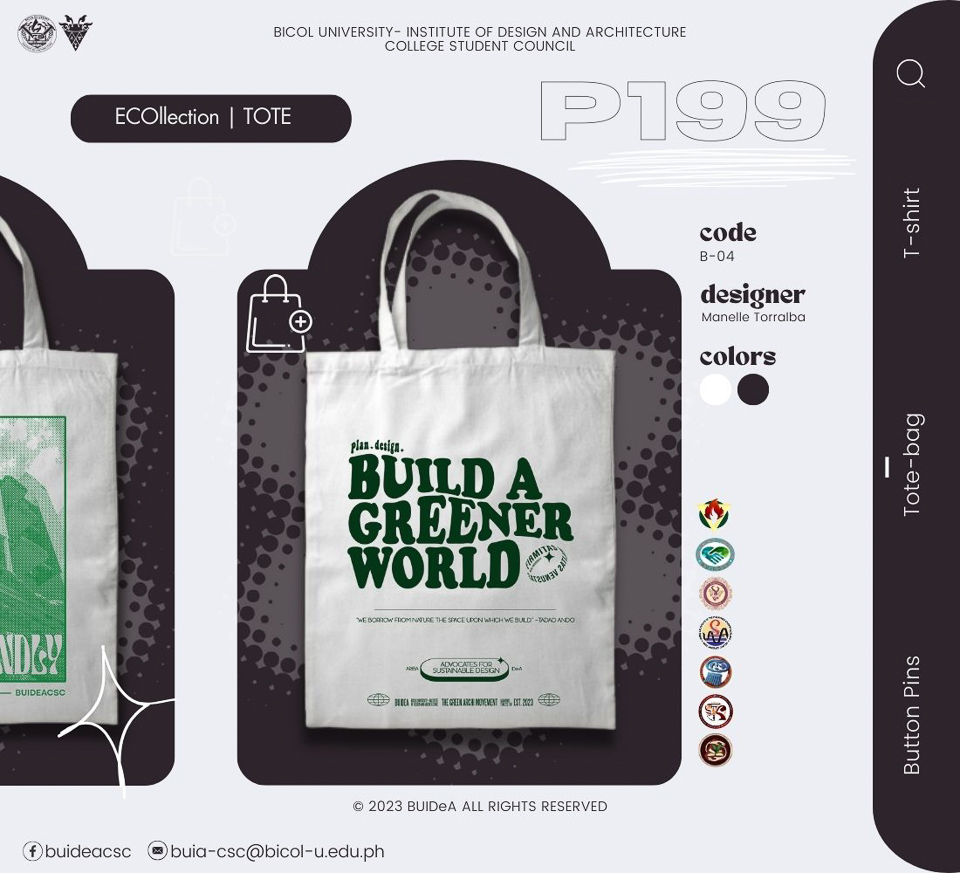 BICOL UNIVERSITY- INSTITUTE OF DESIGN AND ARCHITECTURE
COLLEGE STUDENT COUNCIL
ECOllection | TOTE
P199
code
B-04
designer
Manelle Torralba
colors
plan . design .
BUILD A
GREENER
WORLD
"WE BORROW FROM NATURE THE SPACE UPON WHICH WE BUILD" -TADAO ANDO
ADVOCATES FOR
SUSTAINABLE DESIGN
BUIDEA
THE GREEN ARCHI MOVEMENT
EST. 2023
NDLY
BUIDEACSC
T-shirt
Tote-bag
Button Pins
© 2023 BUIDeA ALL RIGHTS RESERVED
buideacsc
buia-csc@bicol-u.edu.ph